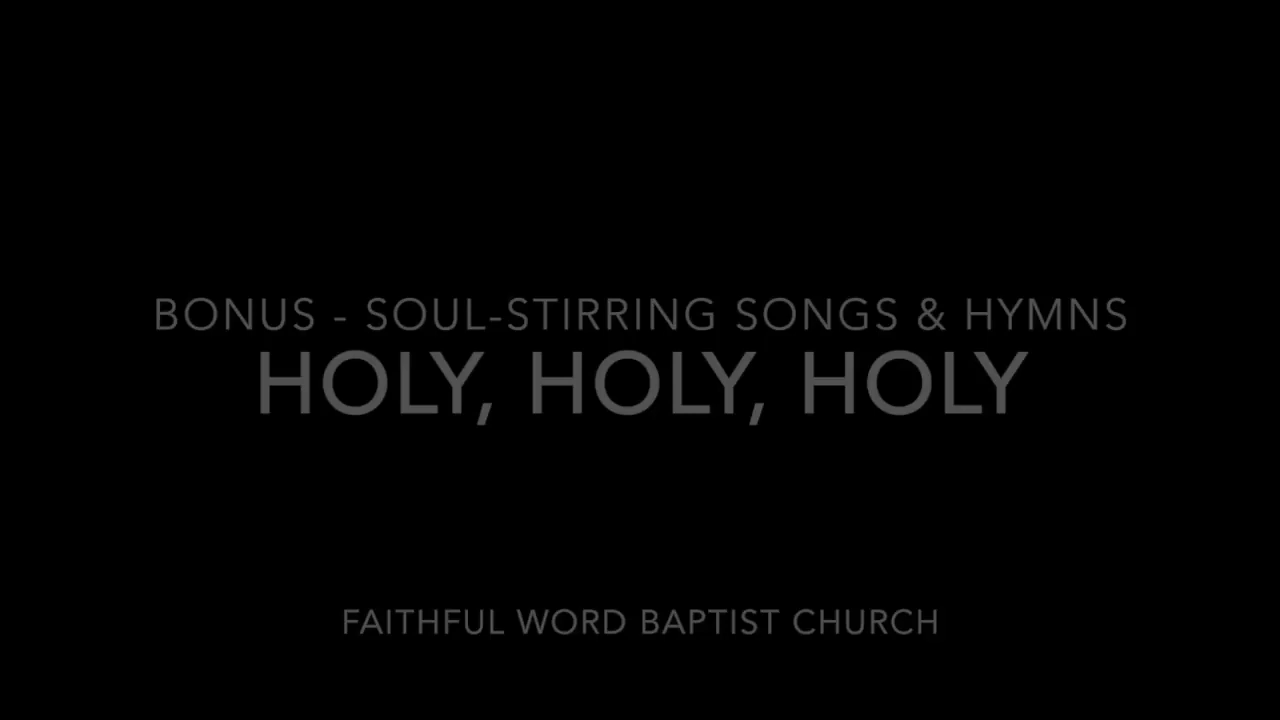 BONUS - SOUL-STIRRING SONGS & HYMNS
HOLY, HOLY, HOLY
FAITHFUL WORD BAPTIST CHURCH